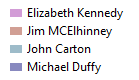 Elizabeth Kennedy
Jim MCElhinney
John Carton
Michael Duffy